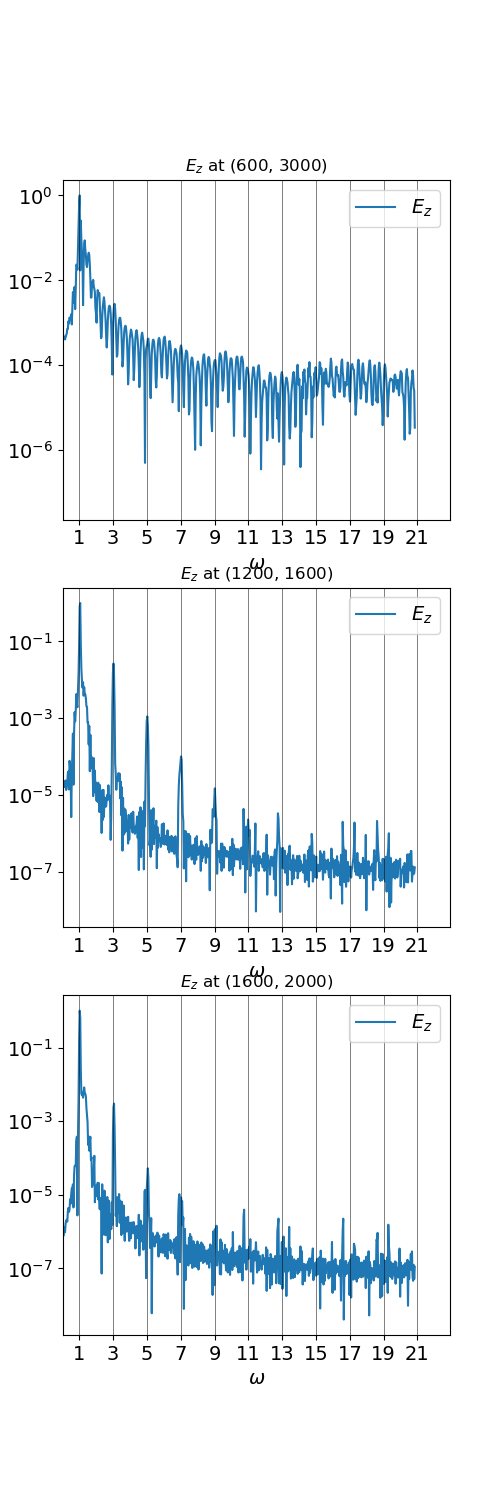 E_z at (600, 3000)
10^0
10^-2
10^-4
10^-6
E_z
1 3 5 7 9 11 13 15 17 19 21
ω
E_z at (1200, 1600)
10^-1
10^-3
10^-5
10^-7
E_z
1 3 5 7 9 11 13 15 17 19 21
ω
E_z at (1600, 2000)
10^-1
10^-3
10^-5
10^-7
E_z
1 3 5 7 9 11 13 15 17 19 21
ω